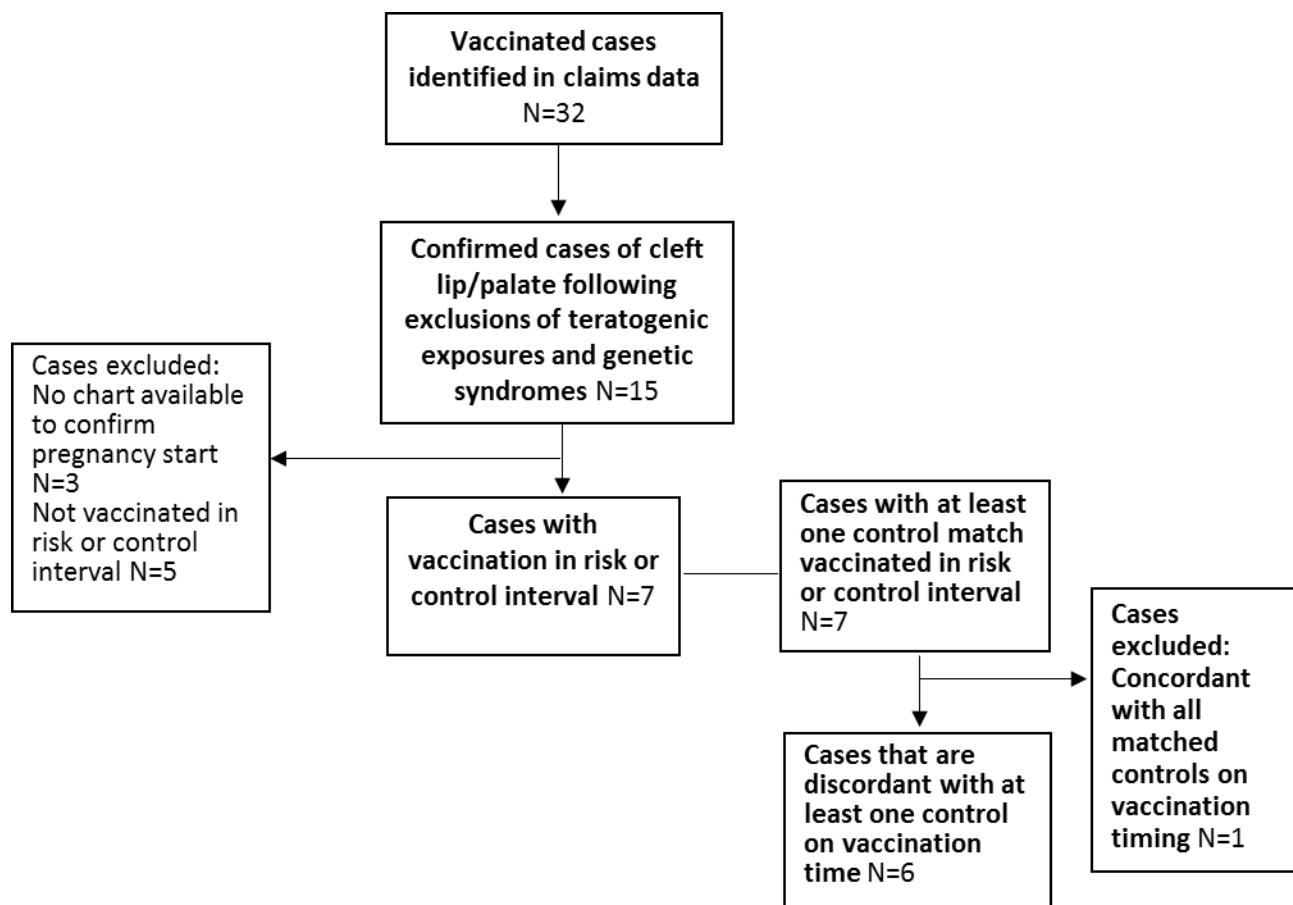 Vaccinated cases
identified in claims data
N=32
Confirmed cases of cleft
lip/palate following
exclusions of teratogenic
exposures and genetic
syndromes N=15
Cases excluded:
No chart available
to confirm
pregnancy start
N=3
Not vaccinated in
risk or control
interval N=5
Cases with
vaccination in risk or
control interval N=7
Cases with at least
one control match
vaccinated in risk
or control interval
N=7
Cases
excluded:
Concordant
with all
matched
controls on
vaccination
timing N=1
Cases that are
discordant with at
least one control
on vaccination
time N=6